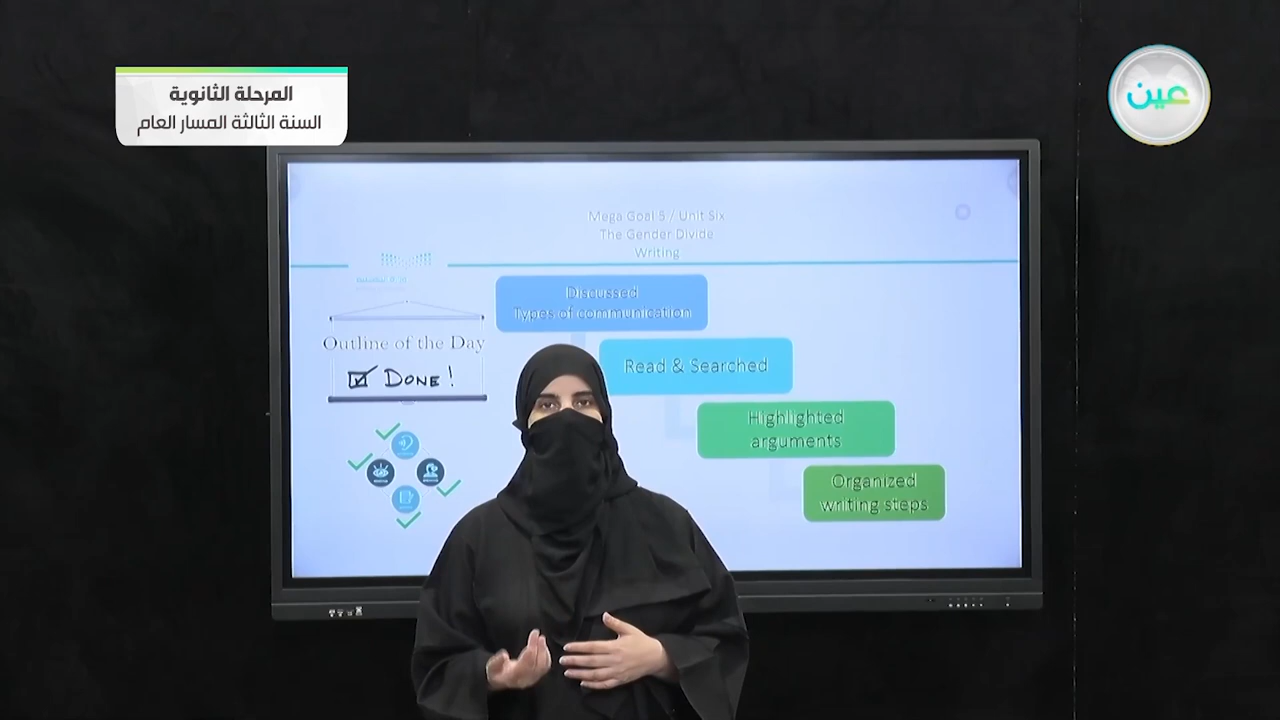 المرحلة الثانوية
السنة الثالثة المسار العام
عين
Mega Goal 5 / Unit Six
The Gender Divide
Writing
Discussed
Types of communication
Outline of the Day
DONE!
Read & Searched
Highlighted
arguments
Organized
writing steps